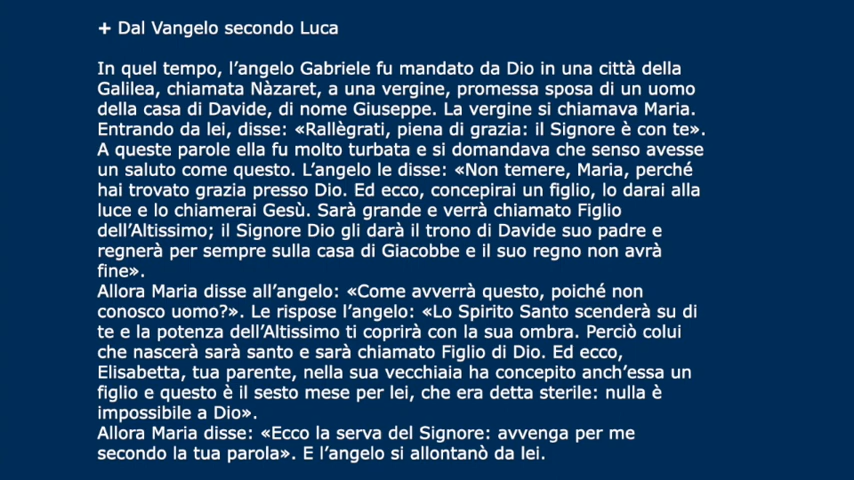 + Dal Vangelo secondo Luca
In quel tempo, l’angelo Gabriele fu mandato da Dio in una città della
Galilea, chiamata Nàzaret, a una vergine, promessa sposa di un uomo
della casa di Davide, di nome Giuseppe. La vergine si chiamava Maria.
Entrando da lei, disse: «Rallègrati, piena di grazia: il Signore è con te».
A queste parole ella fu molto turbata e si domandava che senso avesse
un saluto come questo. L’angelo le disse: «Non temere, Maria, perché
hai trovato grazia presso Dio. Ed ecco, concepirai un figlio, lo darai alla
luce e lo chiamerai Gesù. Sarà grande e verrà chiamato Figlio
dell’Altissimo; il Signore Dio gli darà il trono di Davide suo padre e
regnerà per sempre sulla casa di Giacobbe e il suo regno non avrà
fine».
Allora Maria disse all’angelo: «Come avverrà questo, poiché non
conosco uomo?». Le rispose l’angelo: «Lo Spirito Santo scenderà su di
te e la potenza dell’Altissimo ti coprirà con la sua ombra. Perciò colui
che nascerà sarà santo e sarà chiamato Figlio di Dio. Ed ecco,
Elisabetta, tua parente, nella sua vecchiaia ha concepito anch’essa un
figlio e questo è il sesto mese per lei, che era detta sterile: nulla è
impossibile a Dio».
Allora Maria disse: «Ecco la serva del Signore: avvenga per me
secondo la tua parola». E l’angelo si allontanò da lei.